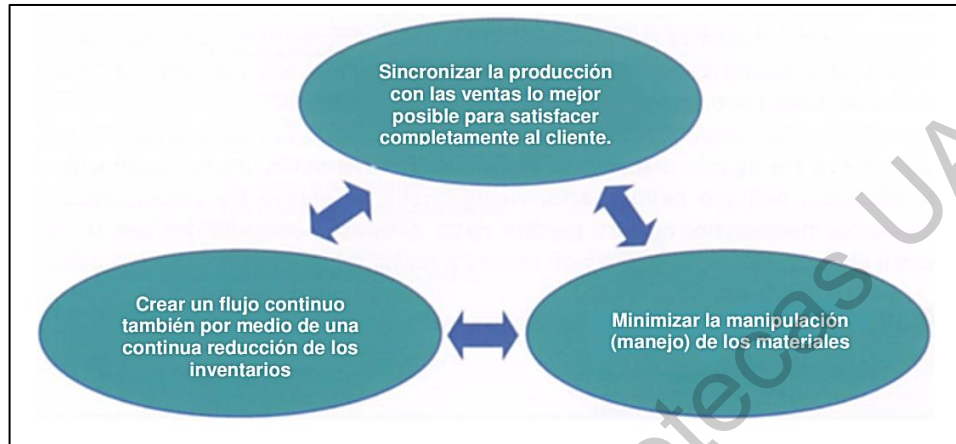 Sincronizar la producción
con las ventas lo mejor
posible para satisfacer
completamente al cliente.
Crear un flujo continuo
también por medio de una
continua reducción de los
inventarios
Minimizar la manipulación
(manejo) de los materiales